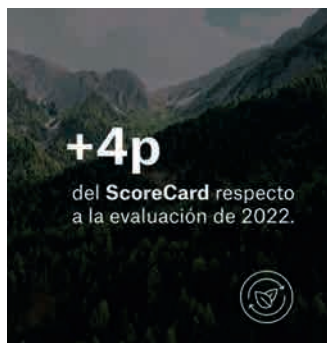 +4p
del ScoreCard respecto
a la evaluación de 2022.